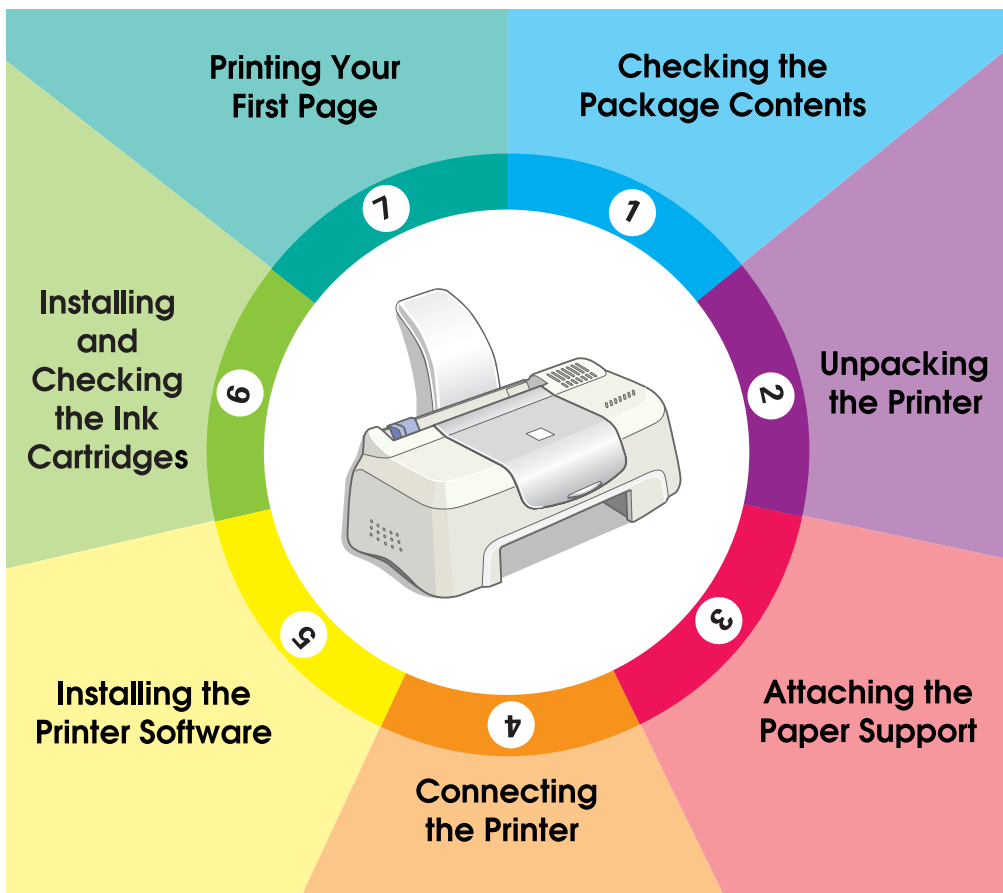 1
Checking the
Package Contents
2
Unpacking
the Printer
3
Attaching the
Paper Support
4
Connecting
the Printer
5
Installing the
Printer Software
6
Installing
and
Checking
the Ink
Cartridges
7
Printing Your
First Page